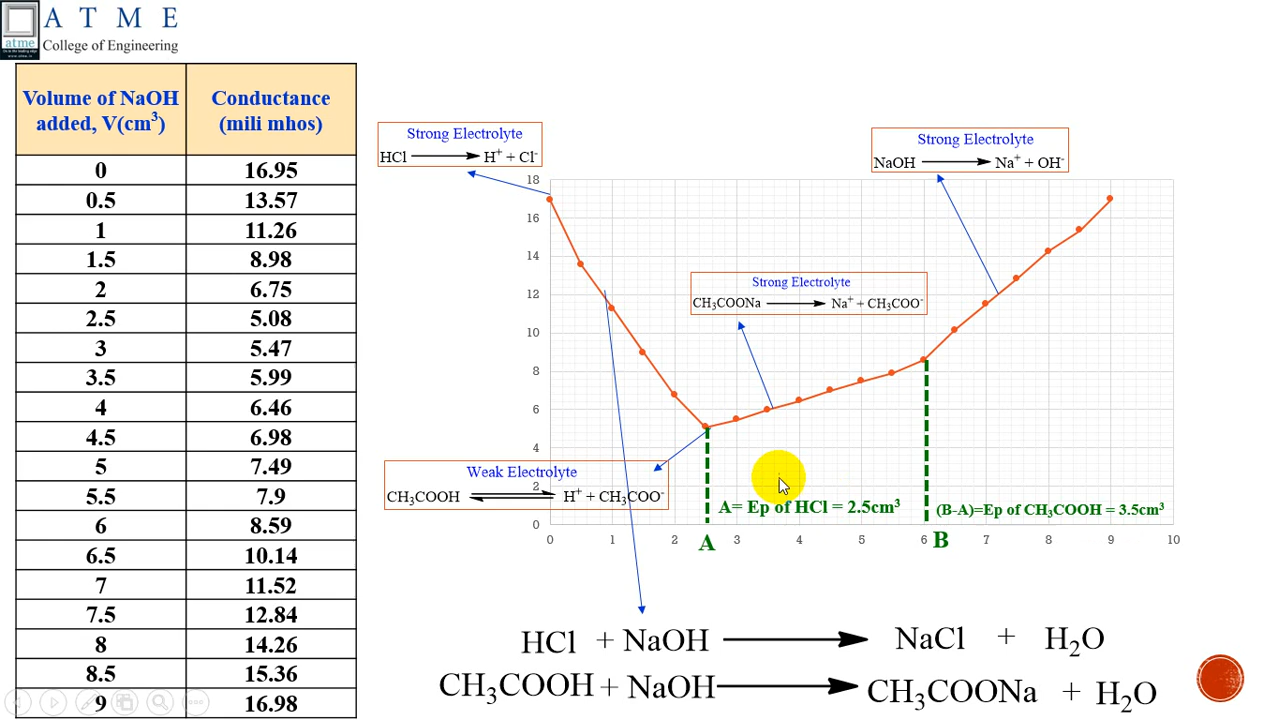 A T M E
College of Engineering
atme
Volume of NaOH added, V(cm³) | Conductance (mili mhos)
0 | 16.95
0.5 | 13.57
1 | 11.26
1.5 | 8.98
2 | 6.75
2.5 | 5.08
3 | 5.47
3.5 | 5.99
4 | 6.46
4.5 | 6.98
5 | 7.49
5.5 | 7.9
6 | 8.59
6.5 | 10.14
7 | 11.52
7.5 | 12.84
8 | 14.26
8.5 | 15.36
9 | 16.98
Strong Electrolyte
HCl ⟶ H⁺ + Cl⁻
Strong Electrolyte
NaOH ⟶ Na⁺ + OH⁻
Strong Electrolyte
CH₃COONa ⟶ Na⁺ + CH₃COO⁻
Weak Electrolyte
CH₃COOH ⇌ H⁺ + CH₃COO⁻
18
16
14
12
10
8
6
4
2
0
A= Ep of HCl = 2.5cm³
(B-A)=Ep of CH₃COOH = 3.5cm³
0 1 2 3 4 5 6 7 8 9 10
A B
HCl + NaOH ⟶ NaCl + H₂O
CH₃COOH + NaOH ⟶ CH₃COONa + H₂O